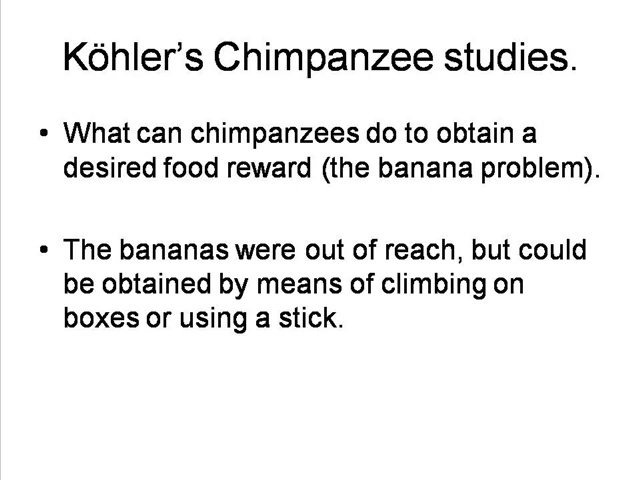 Köhler's Chimpanzee studies.
• What can chimpanzees do to obtain a
desired food reward (the banana problem).
• The bananas were out of reach, but could
be obtained by means of climbing on
boxes or using a stick.